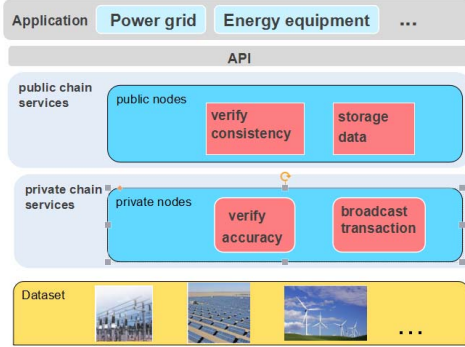 Application Power grid Energy equipment ...
API
public chain
services
public nodes
verify
consistency
storage
data
private chain
services
private nodes
verify
accuracy
broadcast
transaction
Dataset
...